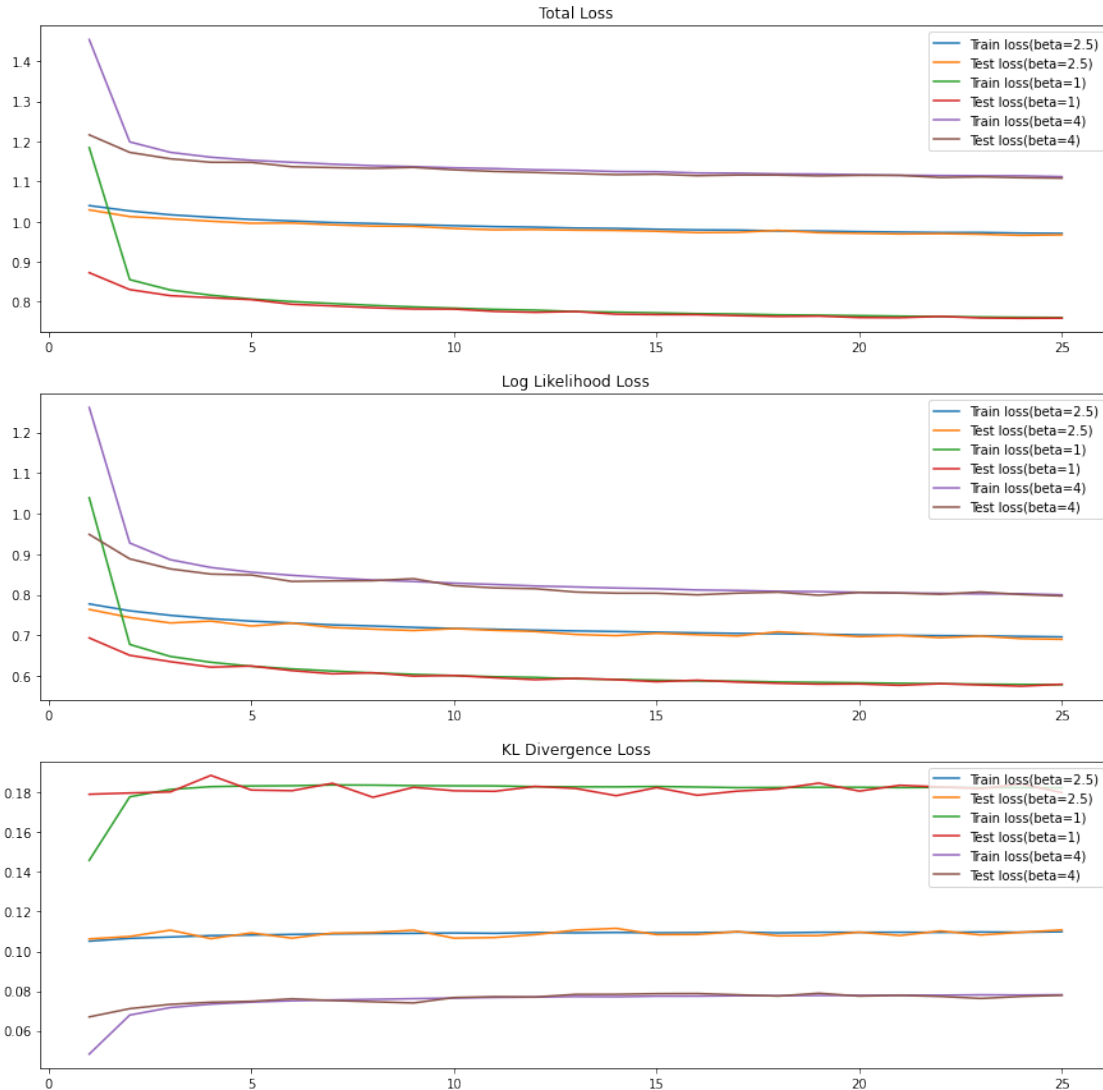 Total Loss
Train loss(beta=2.5)
Test loss(beta=2.5)
Train loss(beta=1)
Test loss(beta=1)
Train loss(beta=4)
Test loss(beta=4)
1.4
1.3
1.2
1.1
1.0
0.9
0.8
0 5 10 15 20 25
Log Likelihood Loss
Train loss(beta=2.5)
Test loss(beta=2.5)
Train loss(beta=1)
Test loss(beta=1)
Train loss(beta=4)
Test loss(beta=4)
1.2
1.1
1.0
0.9
0.8
0.7
0.6
0 5 10 15 20 25
KL Divergence Loss
Train loss(beta=2.5)
Test loss(beta=2.5)
Train loss(beta=1)
Test loss(beta=1)
Train loss(beta=4)
Test loss(beta=4)
0.18
0.16
0.14
0.12
0.10
0.08
0.06
0 5 10 15 20 25